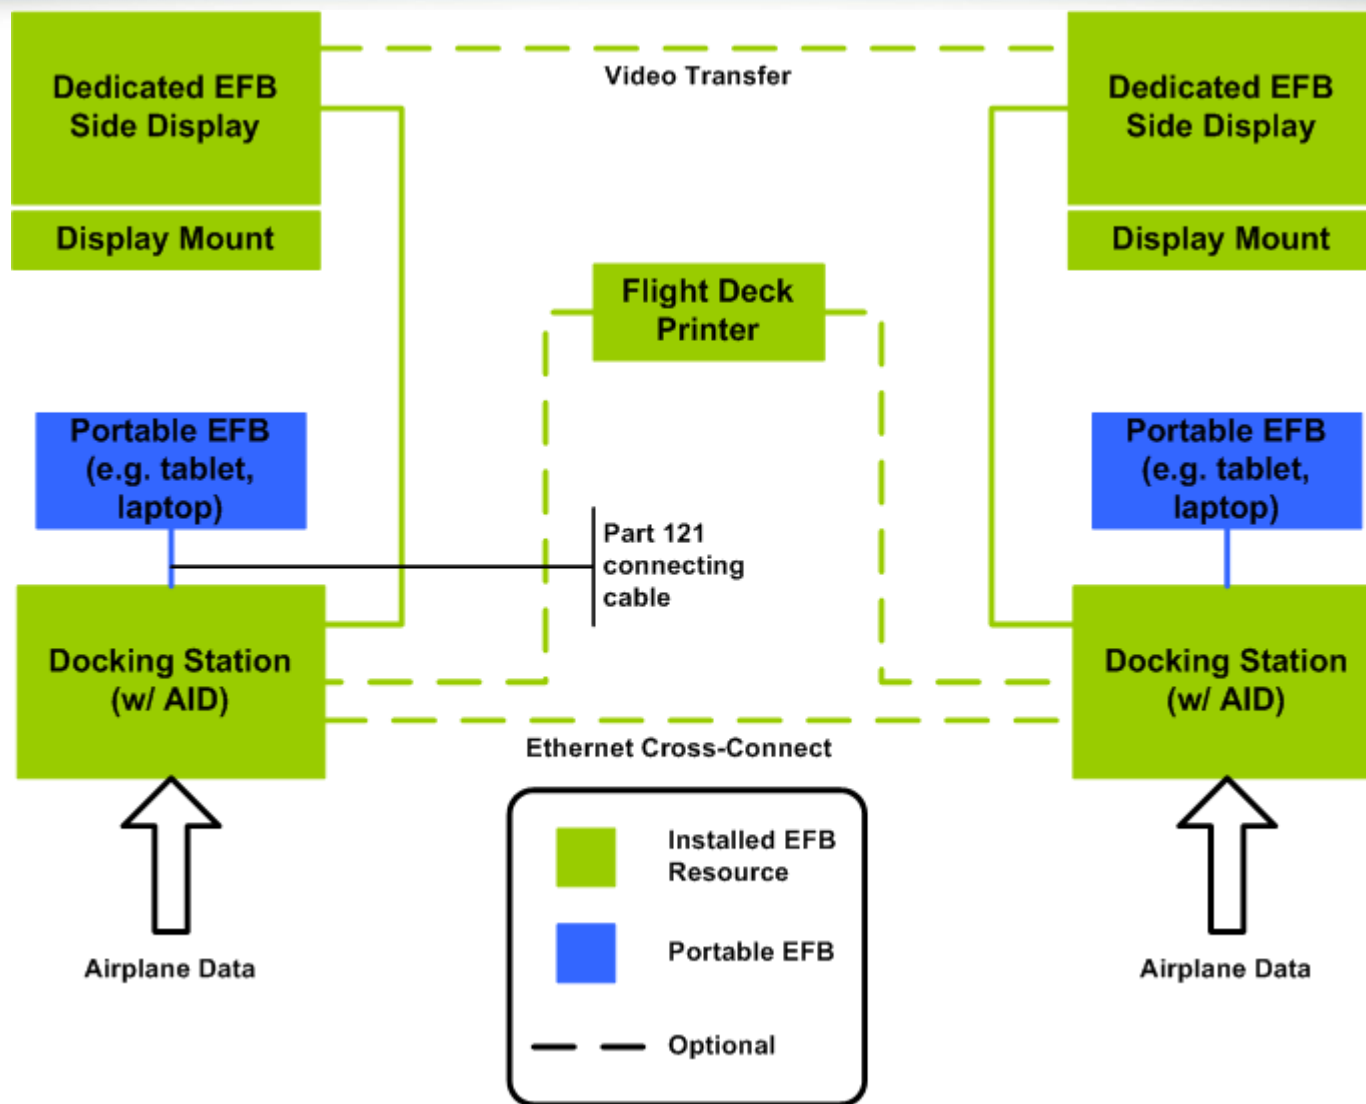 Dedicated EFB
Side Display
Display Mount
Video Transfer
Dedicated EFB
Side Display
Display Mount
Flight Deck
Printer
Portable EFB
(e.g. tablet,
laptop)
Part 121
connecting
cable
Portable EFB
(e.g. tablet,
laptop)
Docking Station
(w/ AID)
Docking Station
(w/ AID)
Ethernet Cross-Connect
Airplane Data
Airplane Data
Installed EFB
Resource
Portable EFB
Optional